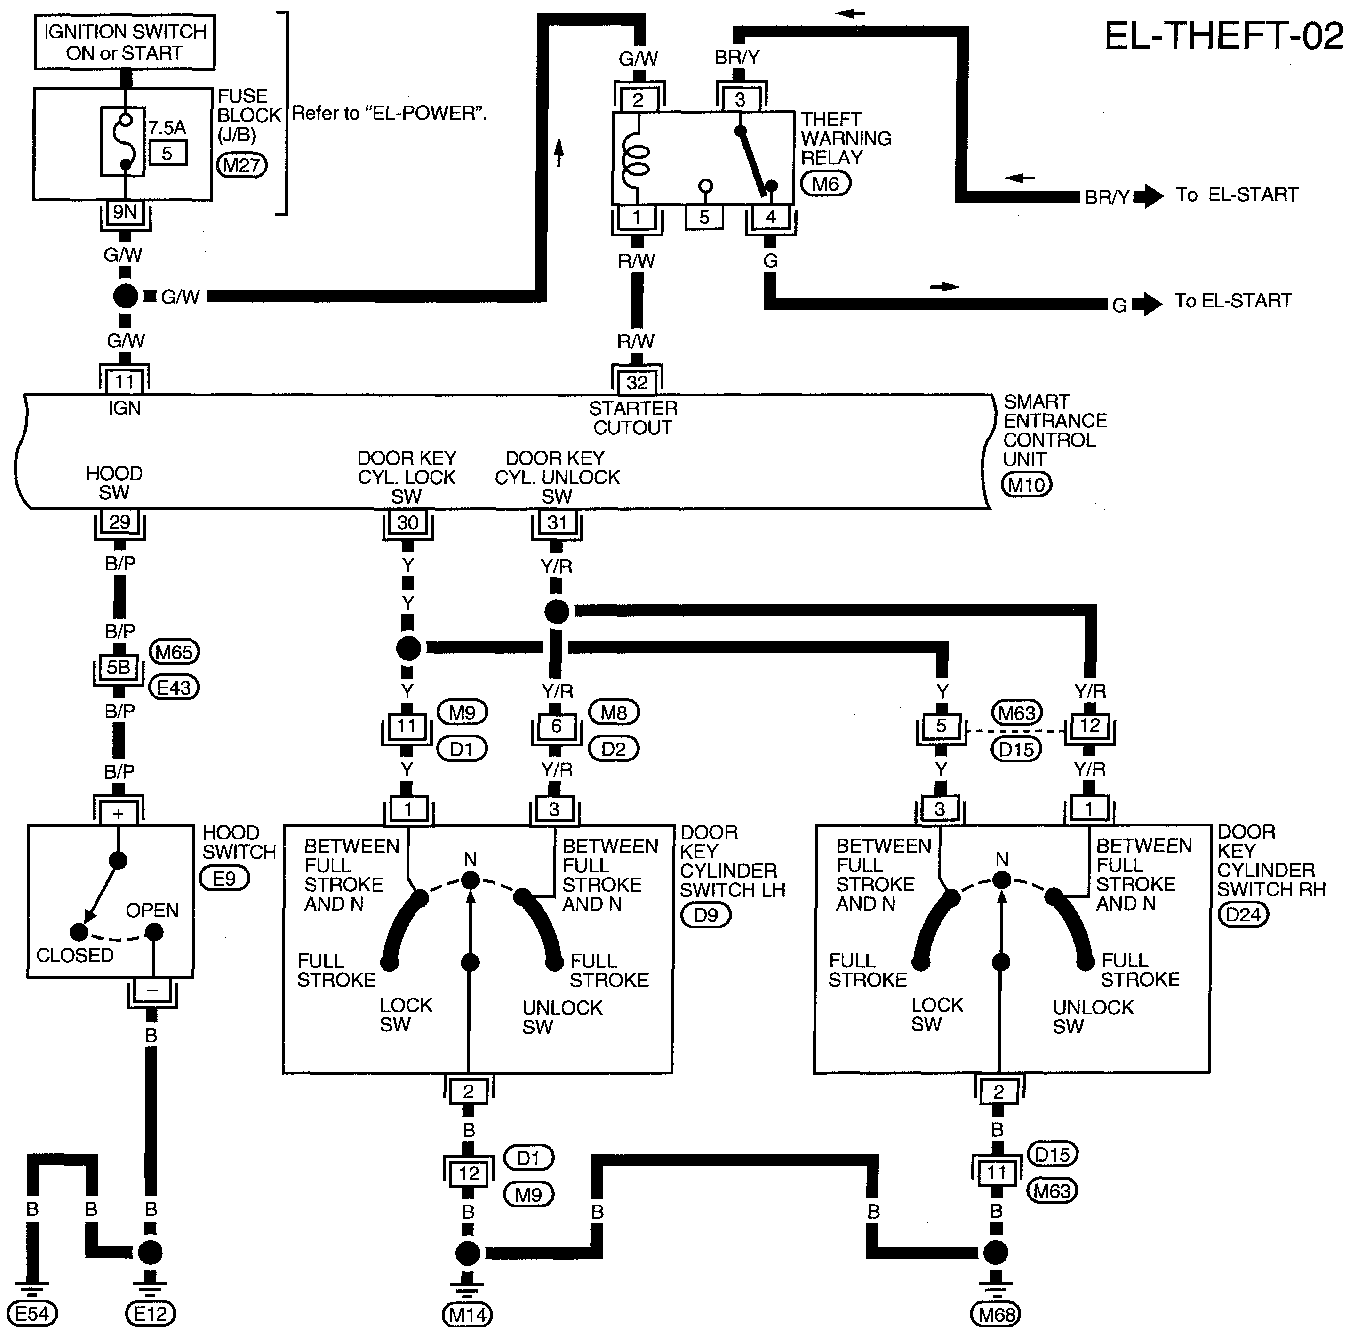 EL-THEFT-02
IGNITION SWITCH
ON or START
FUSE
BLOCK
(J/B)
M27
7.5A
5
9N
Refer to "EL-POWER".
G/W
G/W
G/W
G/W
BR/Y
2
3
THEFT
WARNING
RELAY
M6
1
5
4
BR/Y
To EL-START
R/W
G
G
To EL-START
R/W
11
32
IGN
STARTER
CUTOUT
SMART
ENTRANCE
CONTROL
UNIT
M10
HOOD
SW
DOOR KEY
CYL. LOCK
SW
DOOR KEY
CYL. UNLOCK
SW
29
30
31
B/P
Y
Y/R
Y
B/P
5B
M65
E43
B/P
B/P
Y
Y/R
Y
Y/R
11
M9
D1
6
M8
D2
5
M63
D15
12
Y
Y/R
Y
Y/R
+
1
3
3
1
HOOD
SWITCH
E9
OPEN
CLOSED
–
BETWEEN
FULL
STROKE
AND N
N
BETWEEN
FULL
STROKE
AND N
FULL
STROKE
FULL
STROKE
LOCK
SW
UNLOCK
SW
DOOR
KEY
CYLINDER
SWITCH LH
D9
BETWEEN
FULL
STROKE
AND N
N
BETWEEN
FULL
STROKE
AND N
FULL
STROKE
FULL
STROKE
LOCK
SW
UNLOCK
SW
DOOR
KEY
CYLINDER
SWITCH RH
D24
B
2
2
B
B
12
D1
M9
11
D15
M63
B
B
B
B
B
B
B
E54
E12
M14
M68